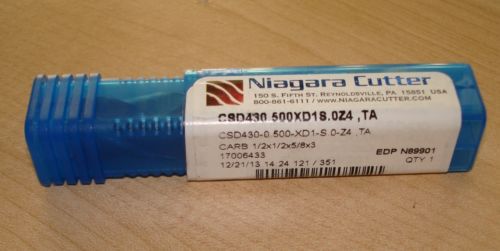 Niagara Cutter
150 S. Fifth St, Reynoldsville, PA 15851 USA
800-861-6111 / www.NiagaraCutter.com
CSD430.500XD1S.0Z4 ,TA
CSD430-0.500-XD1-S.0-Z4 ,TA
CARB 1/2x1/2x5/8x3
17006433
EDP N89901
12/21/13 14 24 121 / 351
QTY 1